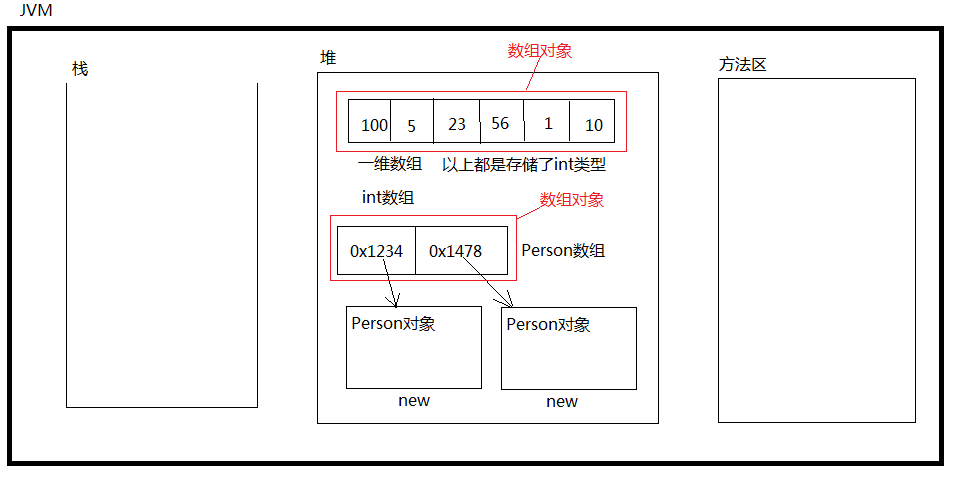 JVM
栈
堆
方法区
数组对象
100 5 23 56 1 10
一维数组 以上都是存储了int类型
int数组
数组对象
0x1234 0x1478 Person数组
Person对象 Person对象
new new